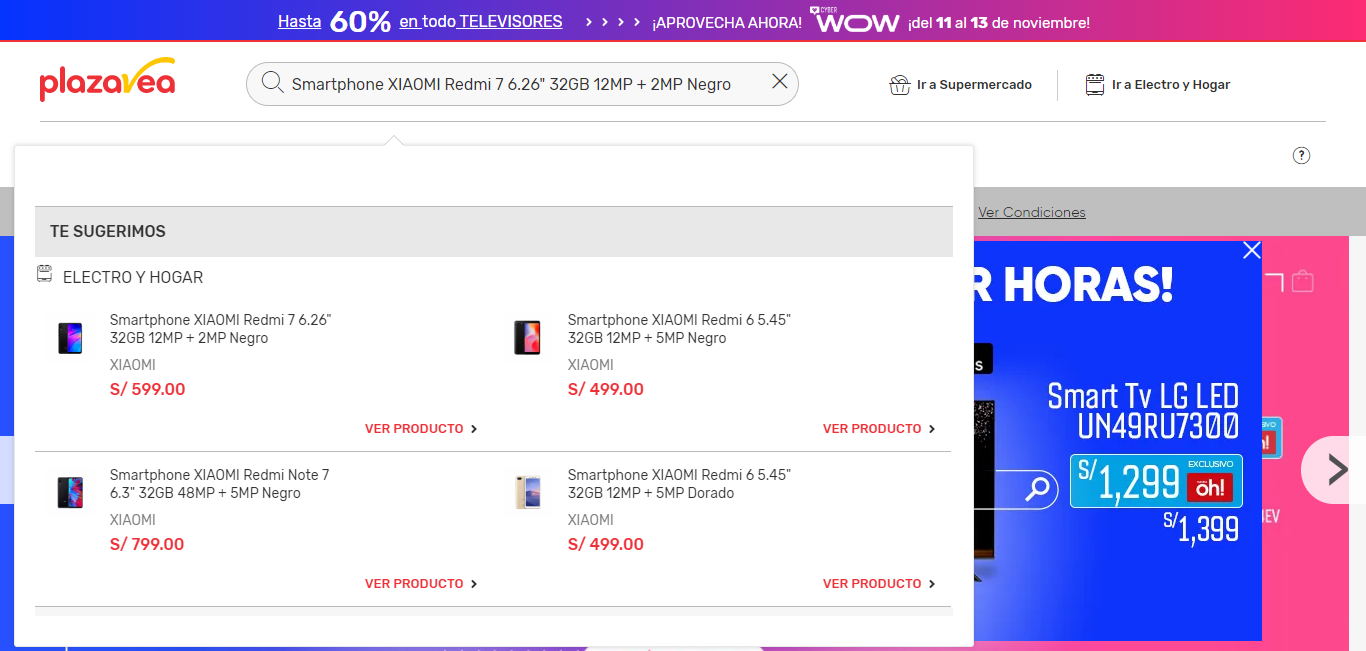 Hasta 60% en todo TELEVISORES > > > > ¡APROVECHA AHORA! CYBER WOW ¡del 11 al 13 de noviembre!
plazavea
Smartphone XIAOMI Redmi 7 6.26" 32GB 12MP + 2MP Negro
Ir a Supermercado
Ir a Electro y Hogar
?
Ver Condiciones
TE SUGERIMOS
ELECTRO Y HOGAR
Smartphone XIAOMI Redmi 7 6.26"
32GB 12MP + 2MP Negro
XIAOMI
S/ 599.00
VER PRODUCTO
Smartphone XIAOMI Redmi 6 5.45"
32GB 12MP + 5MP Negro
XIAOMI
S/ 499.00
VER PRODUCTO
Smartphone XIAOMI Redmi Note 7
6.3" 32GB 48MP + 5MP Negro
XIAOMI
S/ 799.00
VER PRODUCTO
Smartphone XIAOMI Redmi 6 5.45"
32GB 12MP + 5MP Dorado
XIAOMI
S/ 499.00
VER PRODUCTO
R HORAS!
Smart Tv LG LED
UN49RU7300
S/ 1,299 EXCLUSIVO
oh!
S/ 1,399